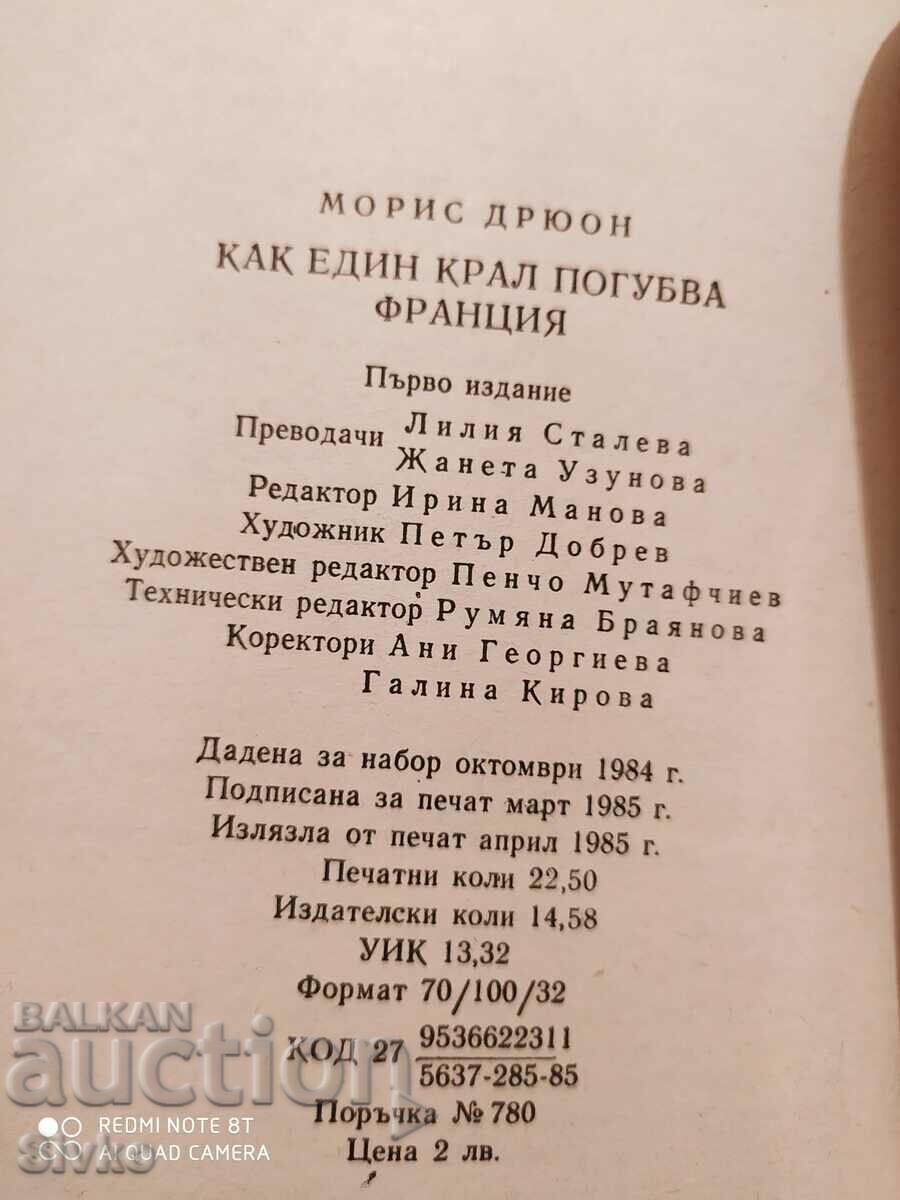 МОРИС ДРЮОН
КАК ЕДИН КРАЛ ПОГУБВА
ФРАНЦИЯ
Първо издание
Преводачи Лилия Сталева
Жанета Узунова
Редактор Ирина Манова
Художник Петър Добрев
Художествен редактор Пенчо Мутафчиев
Технически редактор Румяна Браянова
Коректори Ани Георгиева
Галина Кирова
Дадена за набор октомври 1984 г.
Подписана за печат март 1985 г.
Излязла от печат април 1985 г.
Печатни коли 22,50
Издателски коли 14,58
УИК 13,32
Формат 70/100/32
КОД 27 9536622311
5637-285-85
Поръчка № 780
Цена 2 лв.
BALKAN
auction
REDMI NOTE 8T
AI QUAD CAMERA
Sivko